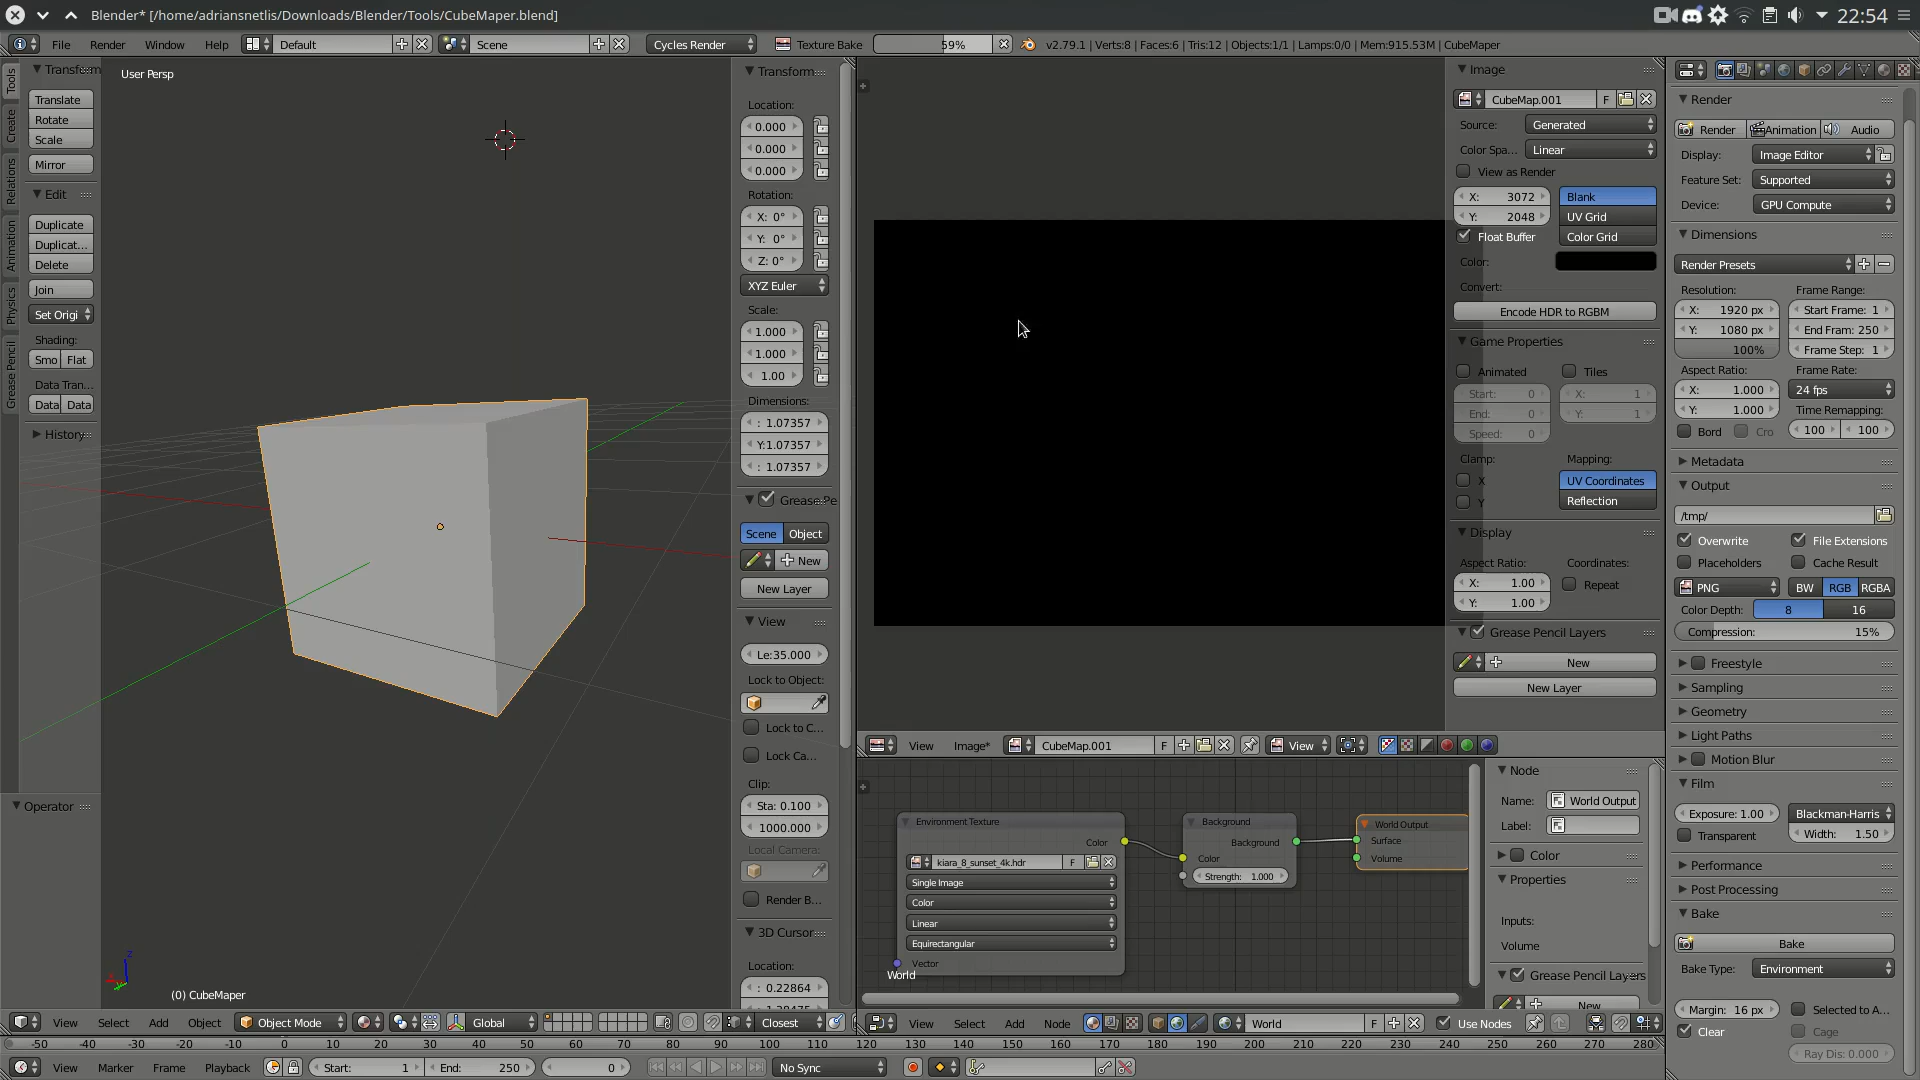 Blender* [/home/adriansnetlis/Downloads/Blender/Tools/CubeMaper.blend]
22:54
File Render Window Help Default Scene Cycles Render Texture Bake 59% v2.79.1 | Verts:8 | Faces:6 | Tris:12 | Objects:1/1 | Lamps:0/0 | Mem:915.53M | CubeMaper
Tools
Create
Relations
Animation
Physics
Grease Pencil
Transform
Translate
Rotate
Scale
Mirror
Edit
Duplicate
Duplicat...
Delete
Join
Set Origi
Shading:
Smo Flat
Data Tran...
Data Data
History
Operator
User Persp
(0) CubeMaper
Transform
Location:
0.000
0.000
0.000
Rotation:
X: 0°
Y: 0°
Z: 0°
XYZ Euler
Scale:
1.000
1.000
1.00
Dimensions:
: 1.07357
Y:1.07357
: 1.07357
Grease Pe
Scene Object
New
New Layer
View
Le:35.000
Lock to Object:
Lock to C...
Lock Ca...
Clip:
Sta: 0.100
1000.000
Local Camera:
Render B...
3D Cursor
Location:
: 0.22864
View Select Add Object Object Mode Global Closest
Image
CubeMap.001 F
Source: Generated
Color Spa... Linear
View as Render
X: 3072 Blank
Y: 2048 UV Grid
Float Buffer Color Grid
Color:
Convert:
Encode HDR to RGBM
Game Properties
Animated Tiles
Start: 0 X: 1
End: 0 Y: 1
Speed: 0
Clamp: Mapping:
X UV Coordinates
Y Reflection
Display
Aspect Ratio: Coordinates:
X: 1.00 Repeat
Y: 1.00
Grease Pencil Layers
New
New Layer
View Image* CubeMap.001 F View
Environment Texture
Color
kiara_8_sunset_4k.hdr F
Single Image
Color
Linear
Equirectangular
Vector
World
Background
Background
Color
Strength: 1.000
World Output
Surface
Volume
Node
Name: World Output
Label:
Color
Properties
Inputs:
Volume
Grease Pencil Layers
New
View Select Add Node World F Use Nodes
Render
Render Animation Audio
Display: Image Editor
Feature Set: Supported
Device: GPU Compute
Dimensions
Render Presets
Resolution: Frame Range:
X: 1920 px Start Frame: 1
Y: 1080 px End Fram: 250
100% Frame Step: 1
Aspect Ratio: Frame Rate:
X: 1.000 24 fps
Y: 1.000 Time Remapping:
Bord Cro 100 100
Metadata
Output
/tmp/
Overwrite File Extensions
Placeholders Cache Result
PNG BW RGB RGBA
Color Depth: 8 16
Compression: 15%
Freestyle
Sampling
Geometry
Light Paths
Motion Blur
Film
Exposure: 1.00 Blackman-Harris
Transparent Width: 1.50
Performance
Post Processing
Bake
Bake
Bake Type: Environment
Margin: 16 px Selected to A...
Clear Cage
Ray Dis: 0.000
-50 -40 -30 -20 -10 0 10 20 30 40 50 60 70 80 90 100 110 120 130 140 150 160 170 180 190 200 210 220 230 240 250 260 270 280
View Marker Frame Playback Start: 1 End: 250 0 No Sync